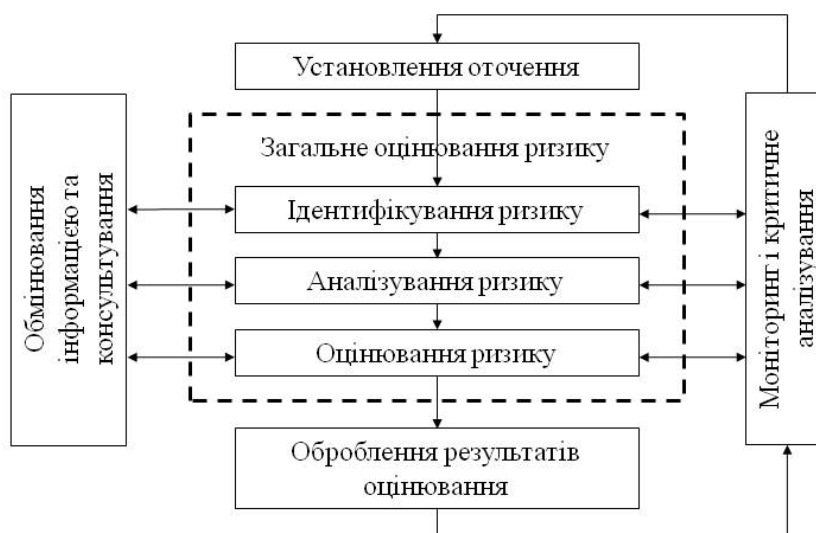 Установлення оточення
Загальне оцінювання ризику
Ідентифікування ризику
Аналізування ризику
Оцінювання ризику
Оброблення результатів
оцінювання
Обмінювання
інформацією та
консультування
Моніторинг і критичне
аналізування